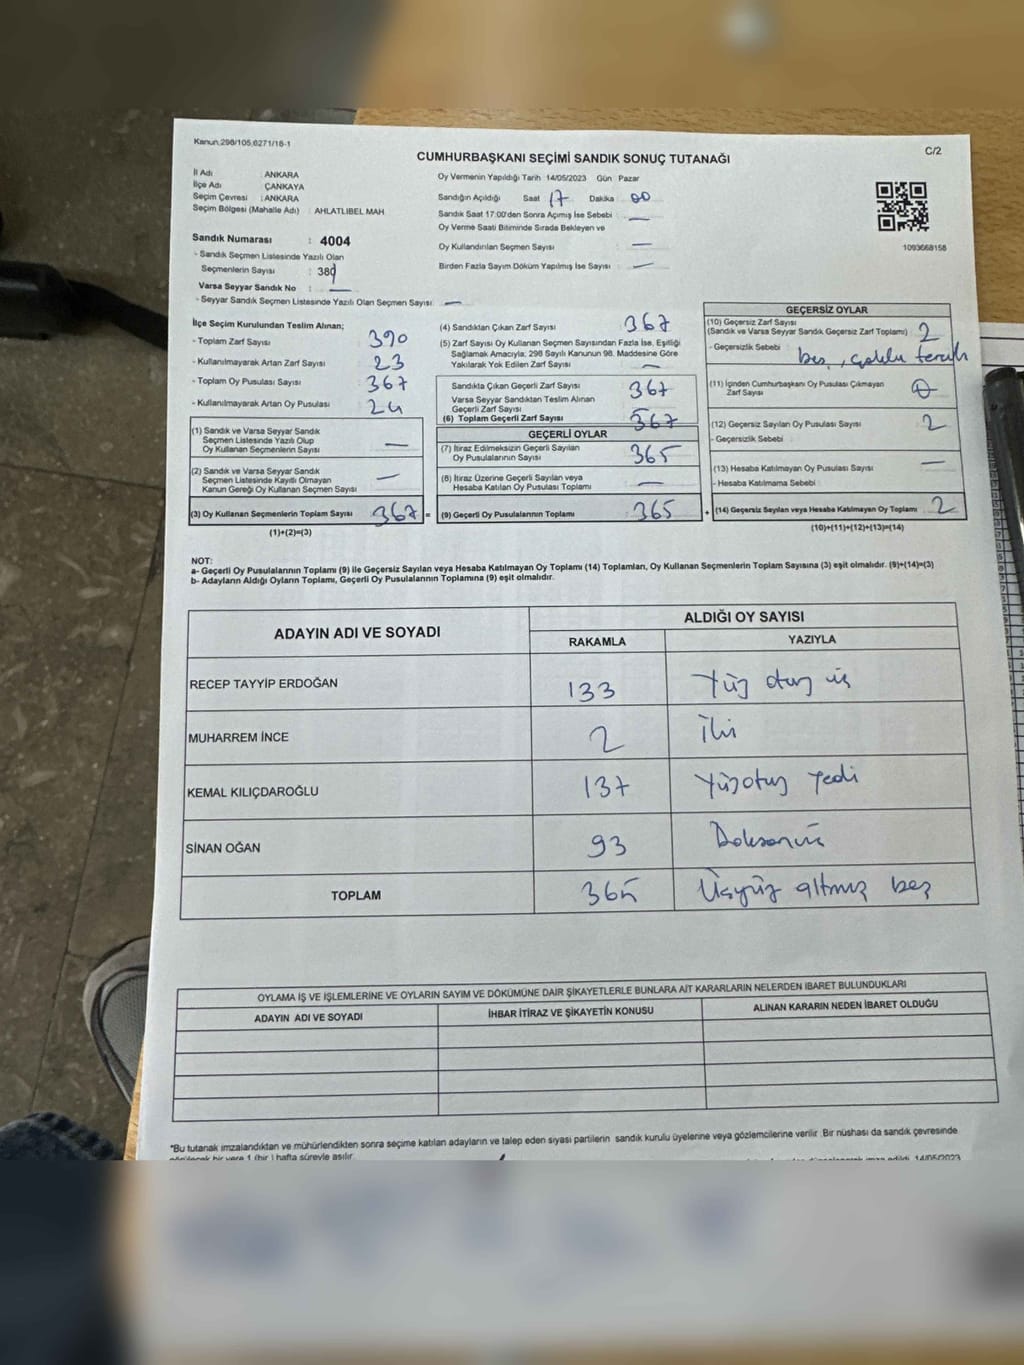 Kanun:298/105,6271/18-1
C/2
CUMHURBAŞKANI SEÇİMİ SANDIK SONUÇ TUTANAĞI
İl Adı : ANKARA
İlçe Adı : ÇANKAYA
Seçim Çevresi : ANKARA
Seçim Bölgesi (Mahalle Adı) : AHLATLIBEL MAH
Sandık Numarası : 4004
- Sandık Seçmen Listesinde Yazılı Olan
Seçmenlerin Sayısı : 389
Varsa Seyyar Sandık No : —
- Seyyar Sandık Seçmen Listesinde Yazılı Olan Seçmen Sayısı : —
Oy Vermenin Yapıldığı Tarih 14/05/2023 Gün Pazar
Sandığın Açıldığı Saat 17 Dakika 00
Sandık Saat 17:00'den Sonra Açımış İse Sebebi —
Oy Verme Saati Bitiminde Sırada Bekleyen ve
Oy Kullandırılan Seçmen Sayısı —
Birden Fazla Sayım Döküm Yapılmış İse Sayısı —
1093668158
İlçe Seçim Kurulundan Teslim Alınan;
- Toplam Zarf Sayısı 390
- Kullanılmayarak Artan Zarf Sayısı 23
- Toplam Oy Pusulası Sayısı 367
- Kullanılmayarak Artan Oy Pusulası 24
(1) Sandık ve Varsa Seyyar Sandık
Seçmen Listesinde Yazılı Olup
Oy Kullanan Seçmenlerin Sayısı —
(2) Sandık ve Varsa Seyyar Sandık
Seçmen Listesinde Kayıtlı Olmayan
Kanun Gereği Oy Kullanan Seçmen Sayısı —
(3) Oy Kullanan Seçmenlerin Toplam Sayısı 367 =
(1)+(2)=(3)
(4) Sandıktan Çıkan Zarf Sayısı 367
(5) Zarf Sayısı Oy Kullanan Seçmen Sayısından Fazla İse, Eşitliği
Sağlamak Amacıyla; 298 Sayılı Kanunun 98. Maddesine Göre
Yakılarak Yok Edilen Zarf Sayısı —
Sandıkta Çıkan Geçerli Zarf Sayısı 367
Varsa Seyyar Sandıktan Teslim Alınan
Geçerli Zarf Sayısı —
(6) Toplam Geçerli Zarf Sayısı 367
GEÇERLİ OYLAR
(7) İtiraz Edilmeksizin Geçerli Sayılan
Oy Pusulalarının Sayısı 365
(8) İtiraz Üzerine Geçerli Sayılan veya
Hesaba Katılan Oy Pusulası Toplamı —
(9) Geçerli Oy Pusulalarının Toplamı 365 +
GEÇERSİZ OYLAR
(10) Geçersiz Zarf Sayısı
(Sandık ve Varsa Seyyar Sandık Geçersiz Zarf Toplamı) 2
- Geçersizlik Sebebi boş, çoklu tercih
(11) İçinden Cumhurbaşkanı Oy Pusulası Çıkmayan
Zarf Sayısı 0
(12) Geçersiz Sayılan Oy Pusulası Sayısı 2
- Geçersizlik Sebebi
(13) Hesaba Katılmayan Oy Pusulası Sayısı —
- Hesaba Katılmama Sebebi
(14) Geçersiz Sayılan veya Hesaba Katılmayan Oy Toplamı 2
(10)+(11)+(12)+(13)=(14)
NOT:
a- Geçerli Oy Pusulalarının Toplamı (9) ile Geçersiz Sayılan veya Hesaba Katılmayan Oy Toplamı (14) Toplamları, Oy Kullanan Seçmenlerin Toplam Sayısına (3) eşit olmalıdır. (9)+(14)=(3)
b- Adayların Aldığı Oyların Toplamı, Geçerli Oy Pusulalarının Toplamına (9) eşit olmalıdır.
ADAYIN ADI VE SOYADI
ALDIĞI OY SAYISI
RAKAMLA YAZIYLA
RECEP TAYYİP ERDOĞAN 133 Yüz otuz üç
MUHARREM İNCE 2 İki
KEMAL KILIÇDAROĞLU 137 Yüzotuz yedi
SİNAN OĞAN 93 Doksanüç
TOPLAM 365 Üçyüz altmış beş
OYLAMA İŞ VE İŞLEMLERİNE VE OYLARIN SAYIM VE DÖKÜMÜNE DAİR ŞİKAYETLERLE BUNLARA AİT KARARLARIN NELERDEN İBARET BULUNDUKLARI
ADAYIN ADI VE SOYADI İHBAR İTİRAZ VE ŞİKAYETİN KONUSU ALINAN KARARIN NEDEN İBARET OLDUĞU
*Bu tutanak imzalandıktan ve mühürlendikten sonra seçime katılan adayların ve talep eden siyasi partilerin sandık kurulu üyelerine veya gözlemcilerine verilir. Bir nüshası da sandık çevresinde
görülecek bir yere 1 (bir) hafta süreyle asılır.
imza edildi. 14/05/2023